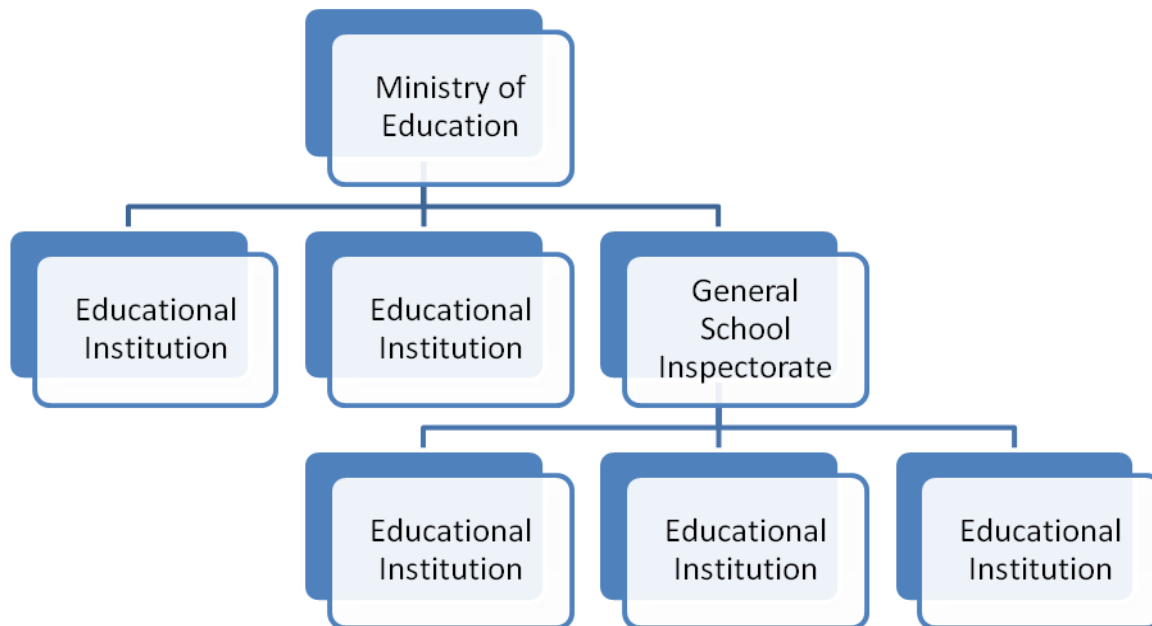 Ministry of
Education
Educational
Institution
Educational
Institution
General
School
Inspectorate
Educational
Institution
Educational
Institution
Educational
Institution